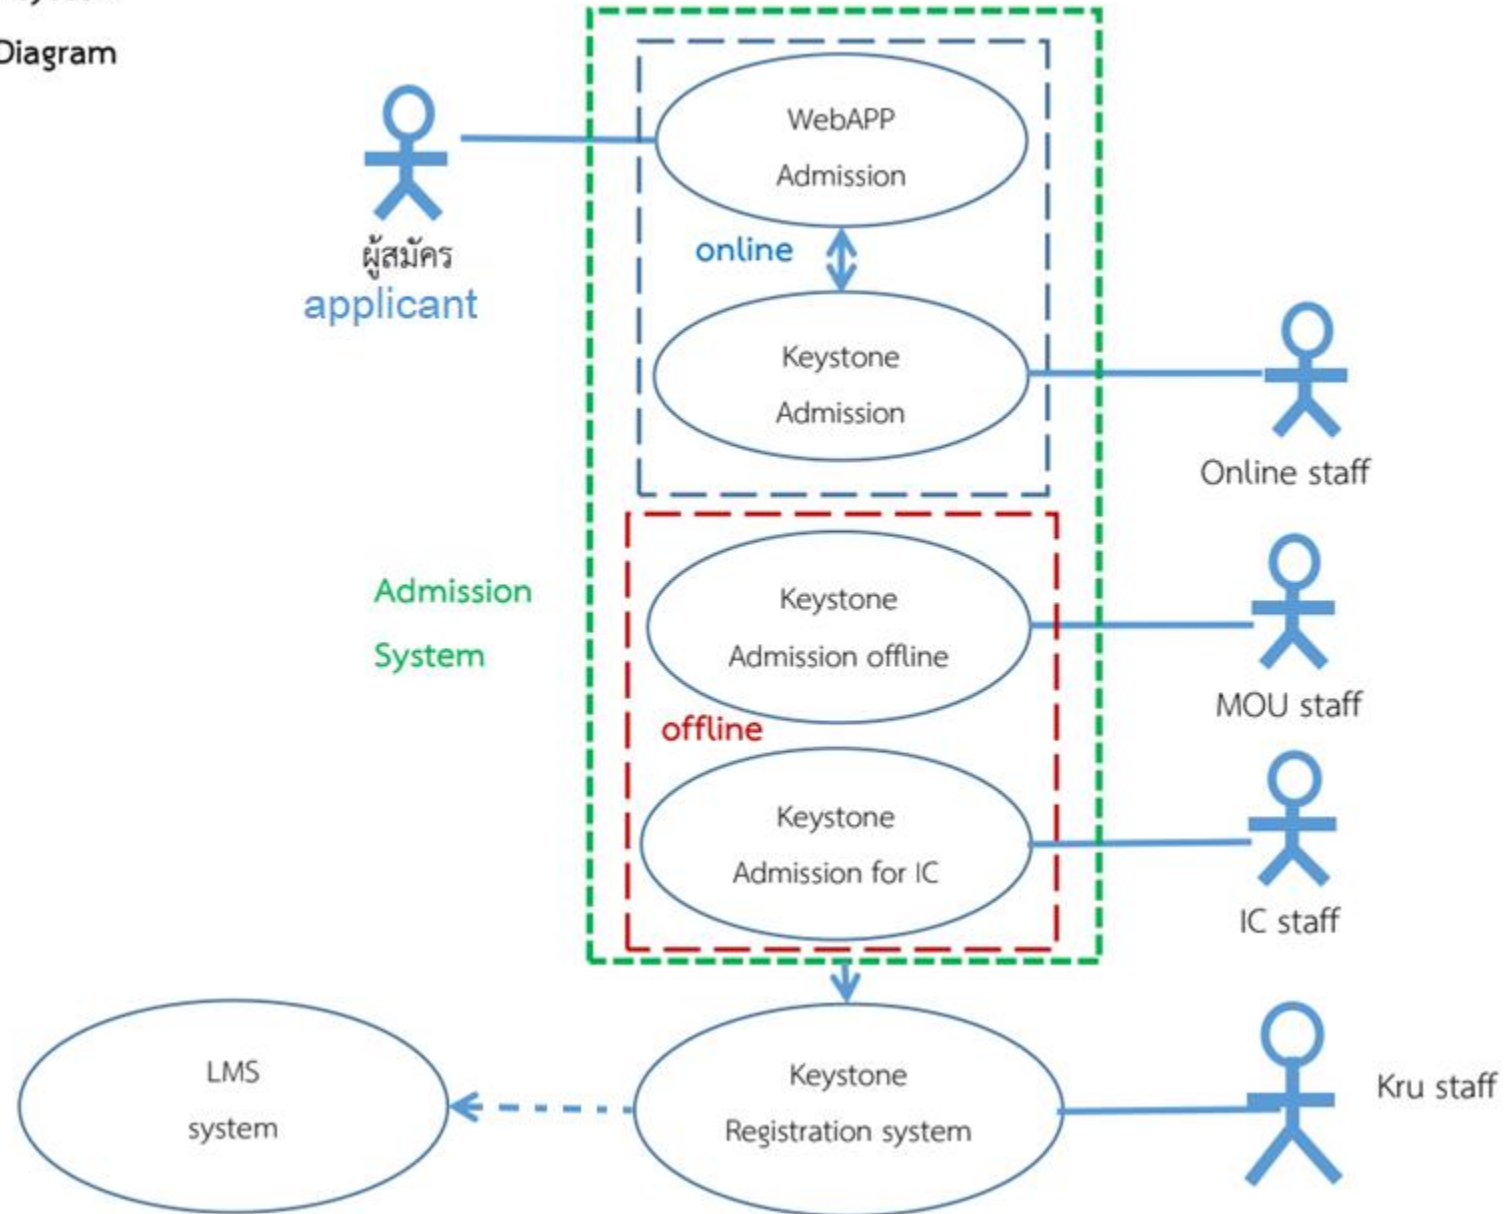 Diagram
WebAPP
Admission
ผู้สมัคร
applicant
online
Keystone
Admission
Online staff
Admission
System
Keystone
Admission offline
MOU staff
offline
Keystone
Admission for IC
IC staff
LMS
system
Keystone
Registration system
Kru staff